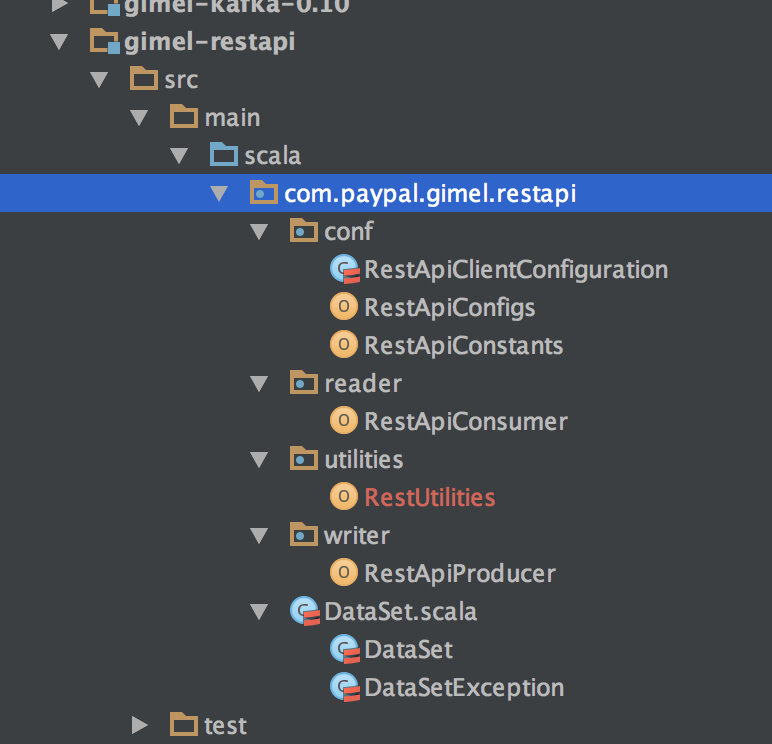 gimel-kafka-0.10
gimel-restapi
src
main
scala
com.paypal.gimel.restapi
conf
C RestApiClientConfiguration
O RestApiConfigs
O RestApiConstants
reader
O RestApiConsumer
utilities
O RestUtilities
writer
O RestApiProducer
C DataSet.scala
C DataSet
C DataSetException
test